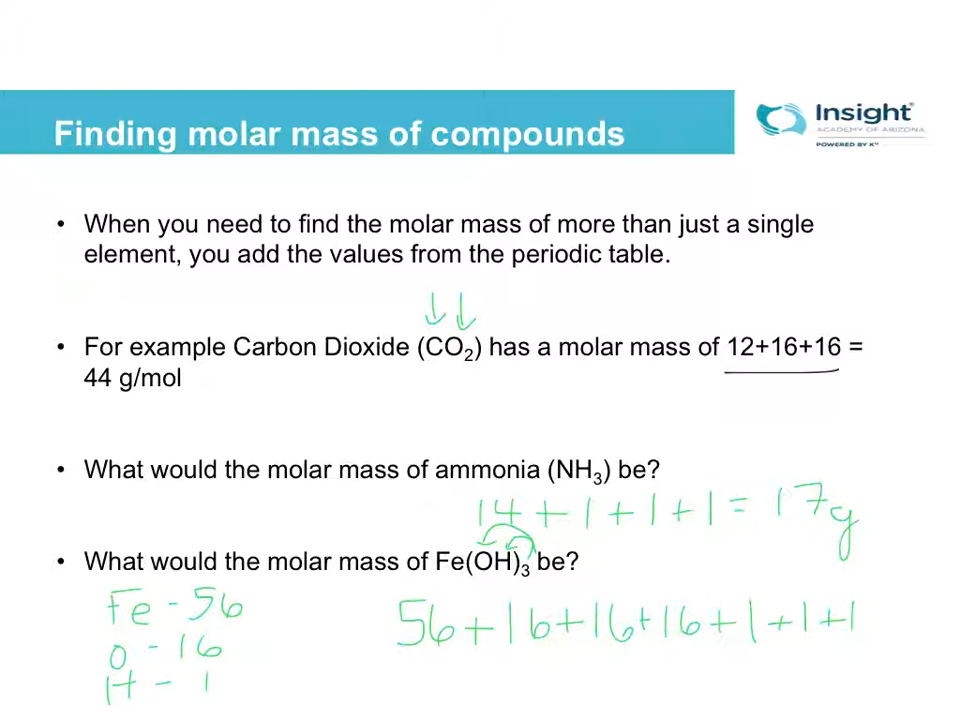 Finding molar mass of compounds
Insight®
ACADEMY OF ARIZONA
POWERED BY K¹²
• When you need to find the molar mass of more than just a single
element, you add the values from the periodic table.
• For example Carbon Dioxide (CO₂) has a molar mass of 12+16+16 =
44 g/mol
• What would the molar mass of ammonia (NH₃) be?
14 + 1 + 1 + 1 = 17g
• What would the molar mass of Fe(OH)₃ be?
Fe - 56
O - 16
H - 1
56 + 16 + 16 + 16 + 1 + 1 + 1